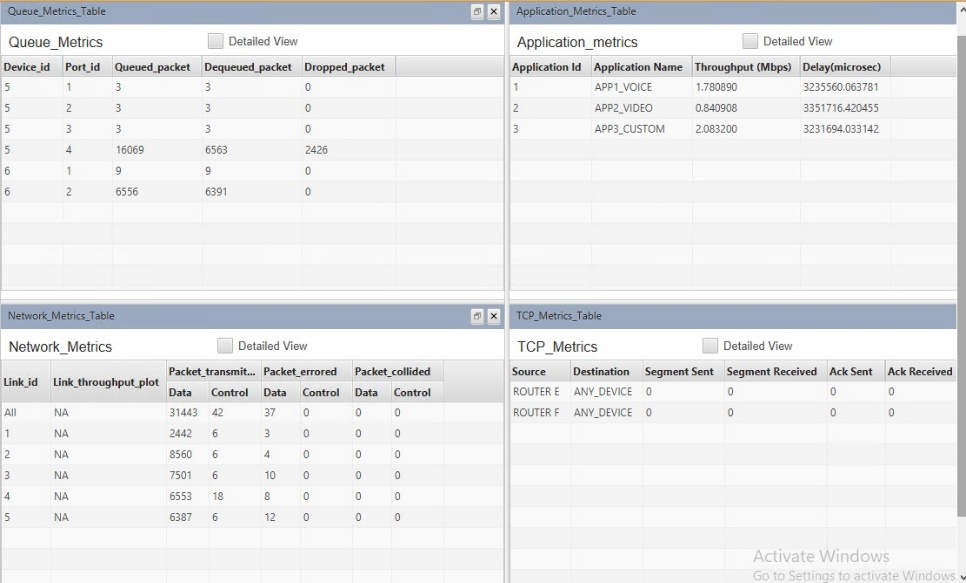 Queue_Metrics_Table
Queue_Metrics Detailed View
Device_id Port_id Queued_packet Dequeued_packet Dropped_packet
5 1 3 3 0
5 2 3 3 0
5 3 3 3 0
5 4 16069 6563 2426
6 1 9 9 0
6 2 6556 6391 0
Application_Metrics_Table
Application_metrics Detailed View
Application Id Application Name Throughput (Mbps) Delay(microsec)
1 APP1_VOICE 1.780890 3235560.063781
2 APP2_VIDEO 0.840908 3351716.420455
3 APP3_CUSTOM 2.083200 3231694.033142
Network_Metrics_Table
Network_Metrics Detailed View
Link_id Link_throughput_plot Packet_transmit... Packet_errored Packet_collided
Data Control Data Control Data Control
All NA 31443 42 37 0 0 0
1 NA 2442 6 3 0 0 0
2 NA 8560 6 4 0 0 0
3 NA 7501 6 10 0 0 0
4 NA 6553 18 8 0 0 0
5 NA 6387 6 12 0 0 0
TCP_Metrics_Table
TCP_Metrics Detailed View
Source Destination Segment Sent Segment Received Ack Sent Ack Received
ROUTER E ANY_DEVICE 0 0 0 0
ROUTER F ANY_DEVICE 0 0 0 0
Activate Windows
Go to Settings to activate Windows